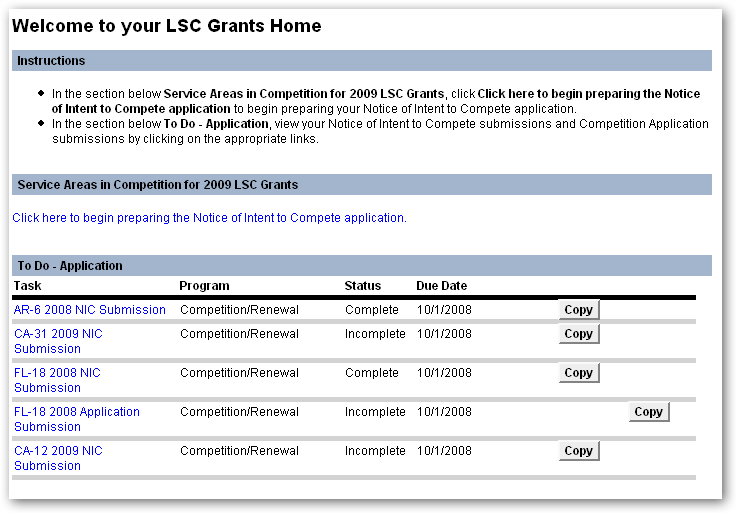 Welcome to your LSC Grants Home
Instructions
In the section below Service Areas in Competition for 2009 LSC Grants, click Click here to begin preparing the Notice
of Intent to Compete application to begin preparing your Notice of Intent to Compete application.
In the section below To Do - Application, view your Notice of Intent to Compete submissions and Competition Application
submissions by clicking on the appropriate links.
Service Areas in Competition for 2009 LSC Grants
Click here to begin preparing the Notice of Intent to Compete application.
To Do - Application
Task Program Status Due Date
AR-6 2008 NIC Submission Competition/Renewal Complete 10/1/2008 Copy
CA-31 2009 NIC Competition/Renewal Incomplete 10/1/2008 Copy
Submission
FL-18 2008 NIC Competition/Renewal Complete 10/1/2008 Copy
Submission
FL-18 2008 Application Competition/Renewal Incomplete 10/1/2008 Copy
Submission
CA-12 2009 NIC Competition/Renewal Incomplete 10/1/2008 Copy
Submission